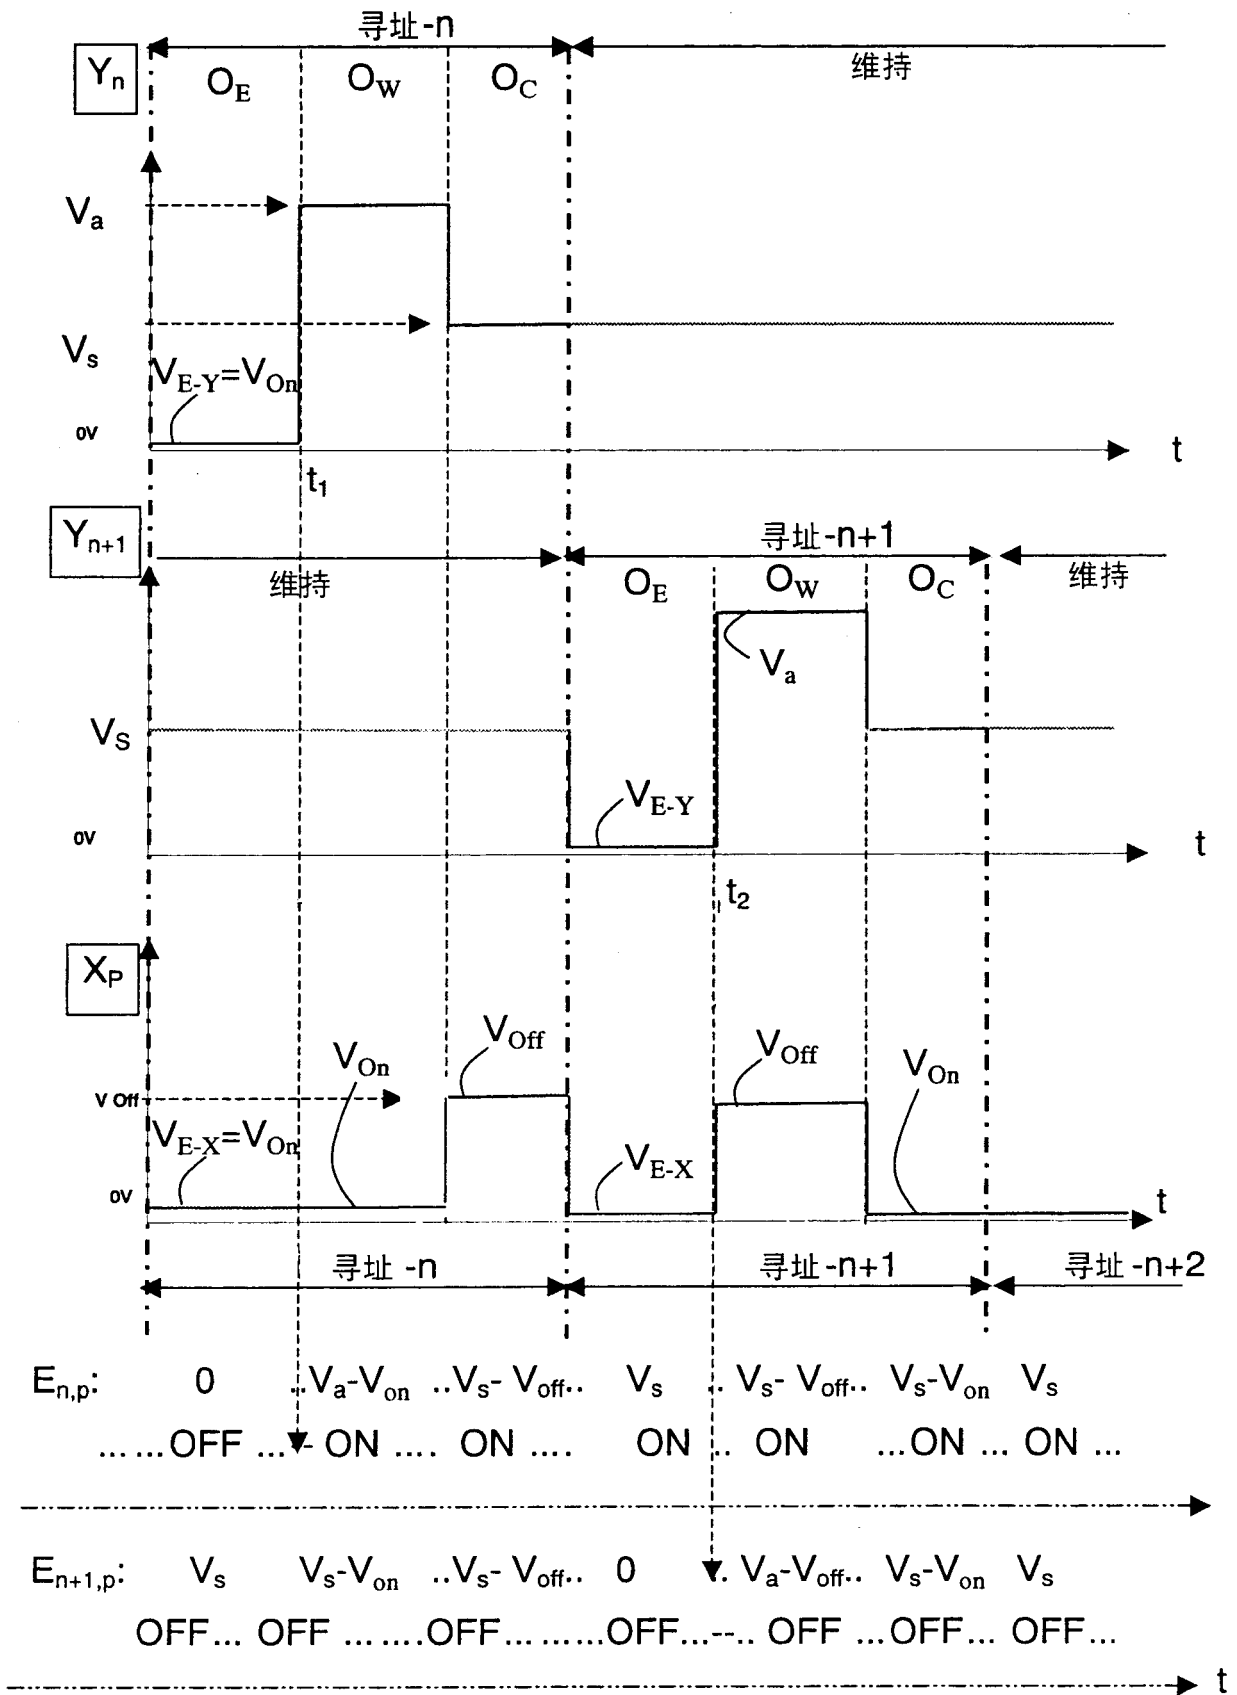 寻址-n
Yn OE OW OC 维持
Va
Vs
VE-Y=VOn
0V
t
t1
Yn+1 寻址-n+1
维持 OE OW OC 维持
Va
VS
VE-Y
0V
t
t2
XP
VOff VOff
VOn VOn
V Off
VE-X=VOn VE-X
0V
t
寻址 -n 寻址-n+1 寻址 -n+2
En,p: 0 ..Va-Von ..Vs- Voff.. Vs .. Vs- Voff.. Vs-Von Vs
... ...OFF ... - ON .... ON .... ON .. ON ...ON ... ON ...
En+1,p: Vs Vs-Von ..Vs- Voff.. 0 .. Va-Voff.. Vs-Von Vs
OFF... OFF ... ....OFF... ......OFF...--.. OFF ...OFF... OFF...
t